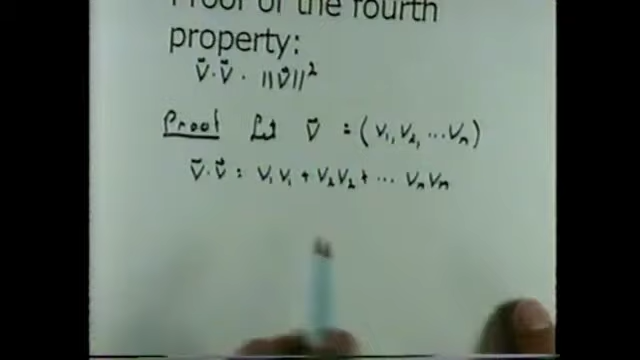 Proof of the fourth
property:
v⃗ · v⃗ = ||v⃗||²
Proof Let v⃗ = (v₁, v₂, ... vₙ)
v⃗ · v⃗ = v₁v₁ + v₂v₂ + ... vₙvₙ